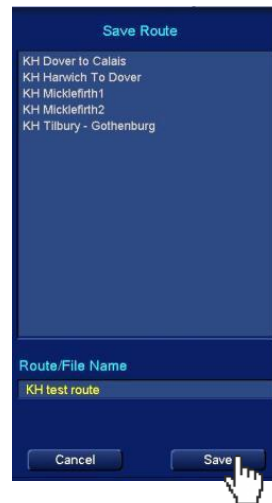 Save Route
KH Dover to Calais
KH Harwich To Dover
KH Micklefirth1
KH Micklefirth2
KH Tilbury - Gothenburg
Route/File Name
KH test route
Cancel
Save